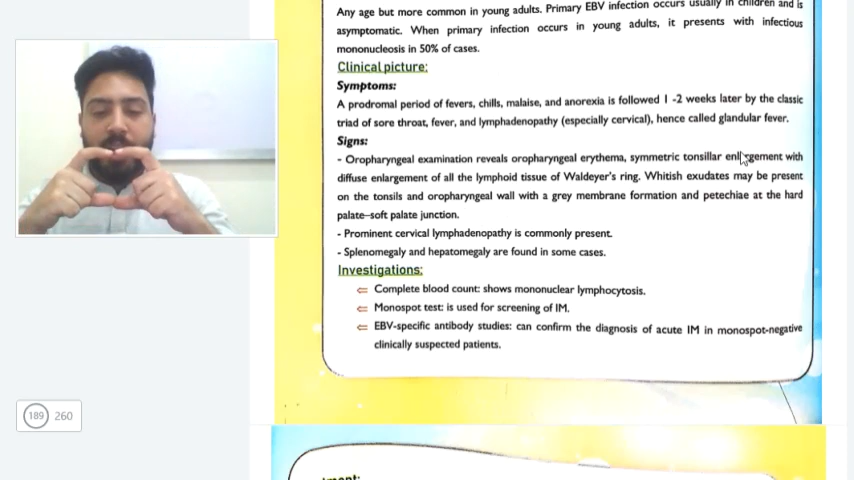 Any age but more common in young adults. Primary EBV infection occurs usually in children and is
asymptomatic. When primary infection occurs in young adults, it presents with infectious
mononucleosis in 50% of cases.
Clinical picture:
Symptoms:
A prodromal period of fevers, chills, malaise, and anorexia is followed 1 -2 weeks later by the classic
triad of sore throat, fever, and lymphadenopathy (especially cervical), hence called glandular fever.
Signs:
- Oropharyngeal examination reveals oropharyngeal erythema, symmetric tonsillar enlargement with
diffuse enlargement of all the lymphoid tissue of Waldeyer's ring. Whitish exudates may be present
on the tonsils and oropharyngeal wall with a grey membrane formation and petechiae at the hard
palate–soft palate junction.
- Prominent cervical lymphadenopathy is commonly present.
- Splenomegaly and hepatomegaly are found in some cases.
Investigations:
⇐ Complete blood count: shows mononuclear lymphocytosis.
⇐ Monospot test: is used for screening of IM.
⇐ EBV-specific antibody studies: can confirm the diagnosis of acute IM in monospot-negative
clinically suspected patients.
189 260